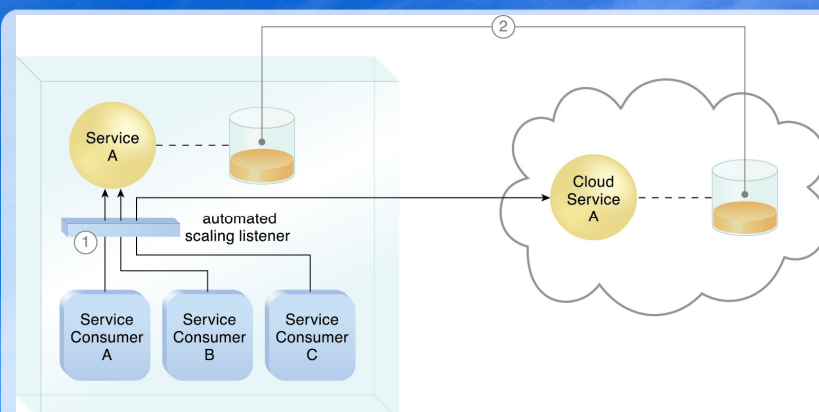 2
Service
A
automated
scaling listener
1
Service
Consumer
A
Service
Consumer
B
Service
Consumer
C
Cloud
Service
A